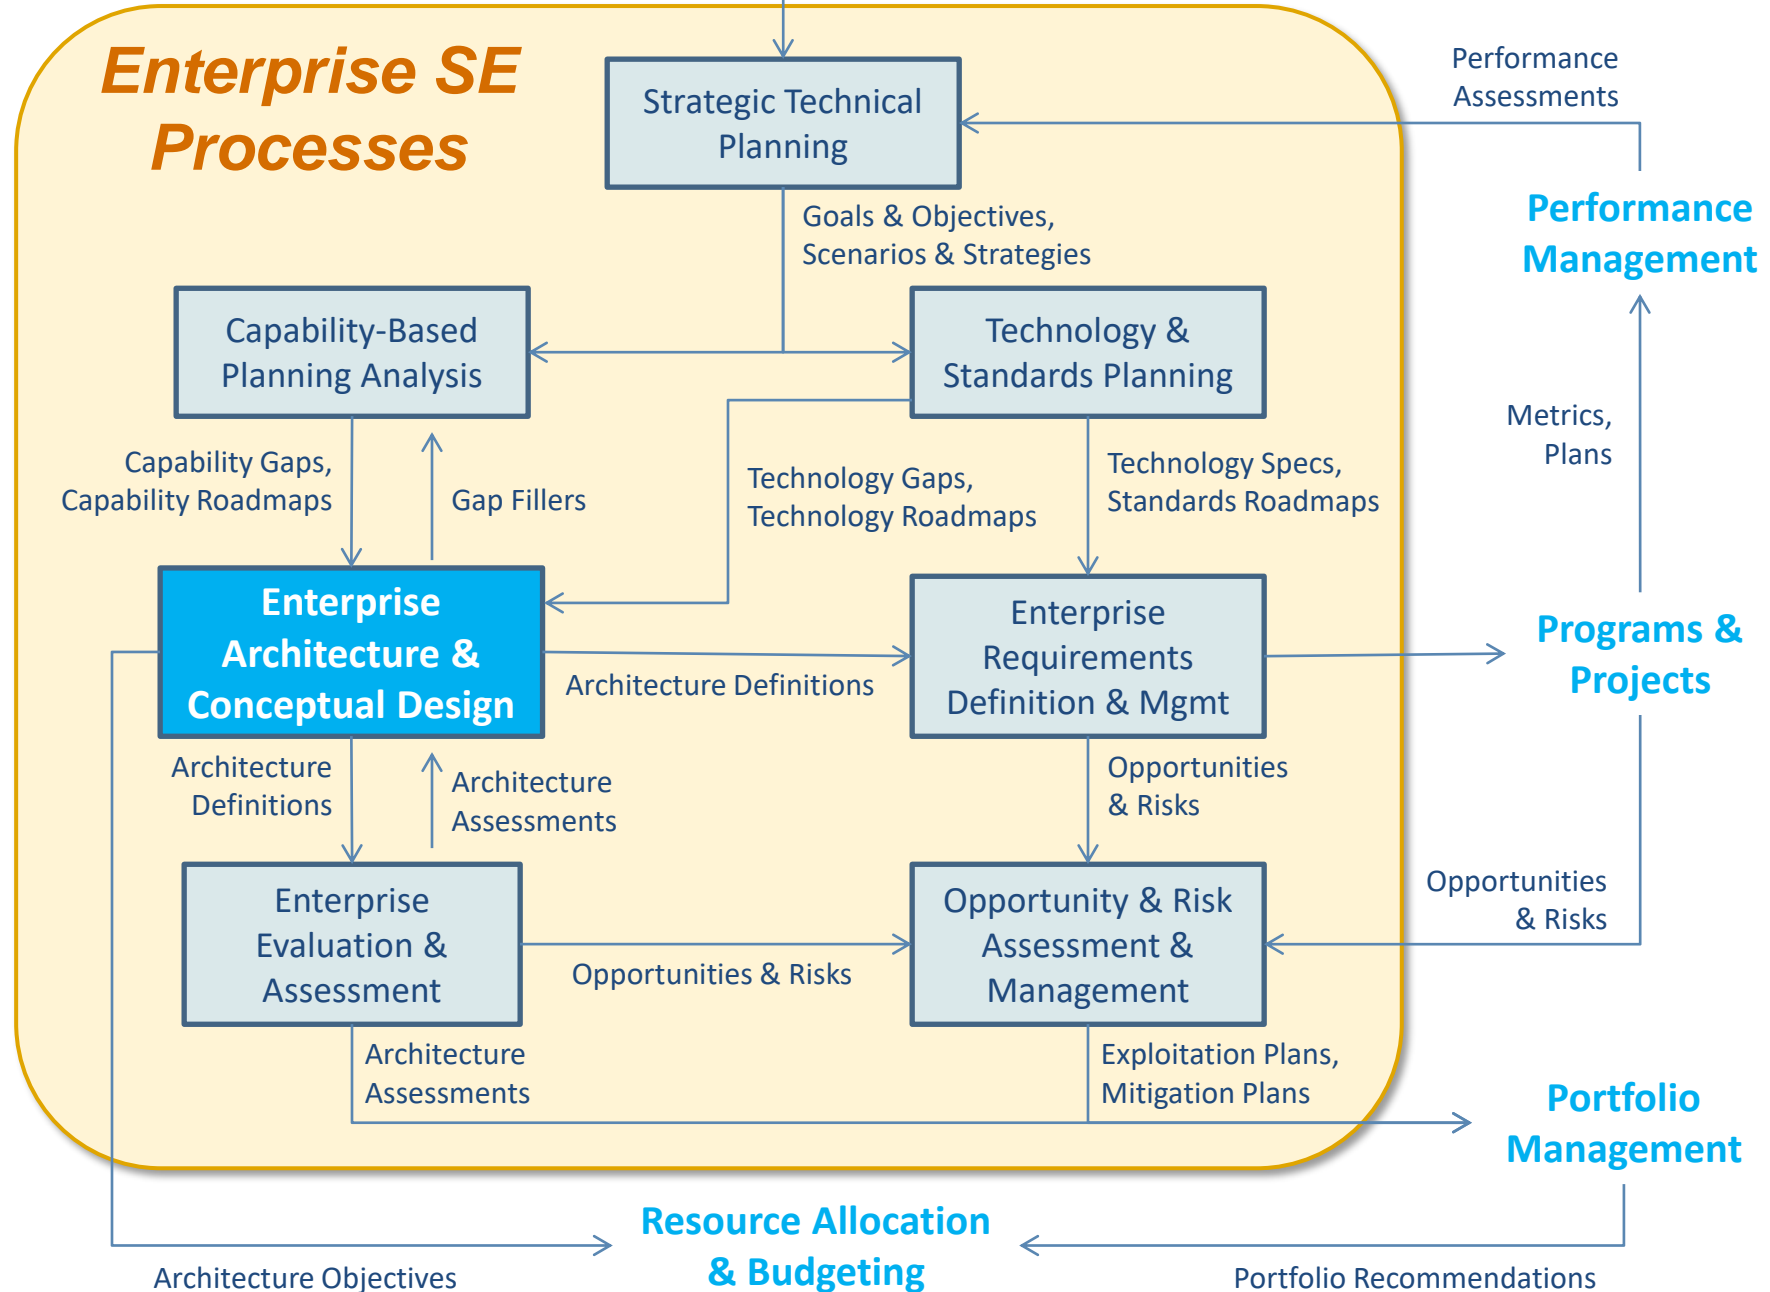 Enterprise SE
Processes
Strategic Technical
Planning
Performance
Assessments
Performance
Management
Goals & Objectives,
Scenarios & Strategies
Capability-Based
Planning Analysis
Technology &
Standards Planning
Metrics,
Plans
Capability Gaps,
Capability Roadmaps
Gap Fillers
Technology Gaps,
Technology Roadmaps
Technology Specs,
Standards Roadmaps
Enterprise
Architecture &
Conceptual Design
Architecture Definitions
Enterprise
Requirements
Definition & Mgmt
Programs &
Projects
Architecture
Definitions
Architecture
Assessments
Opportunities
& Risks
Enterprise
Evaluation &
Assessment
Opportunities & Risks
Opportunity & Risk
Assessment &
Management
Opportunities
& Risks
Architecture
Assessments
Exploitation Plans,
Mitigation Plans
Portfolio
Management
Resource Allocation
& Budgeting
Architecture Objectives
Portfolio Recommendations